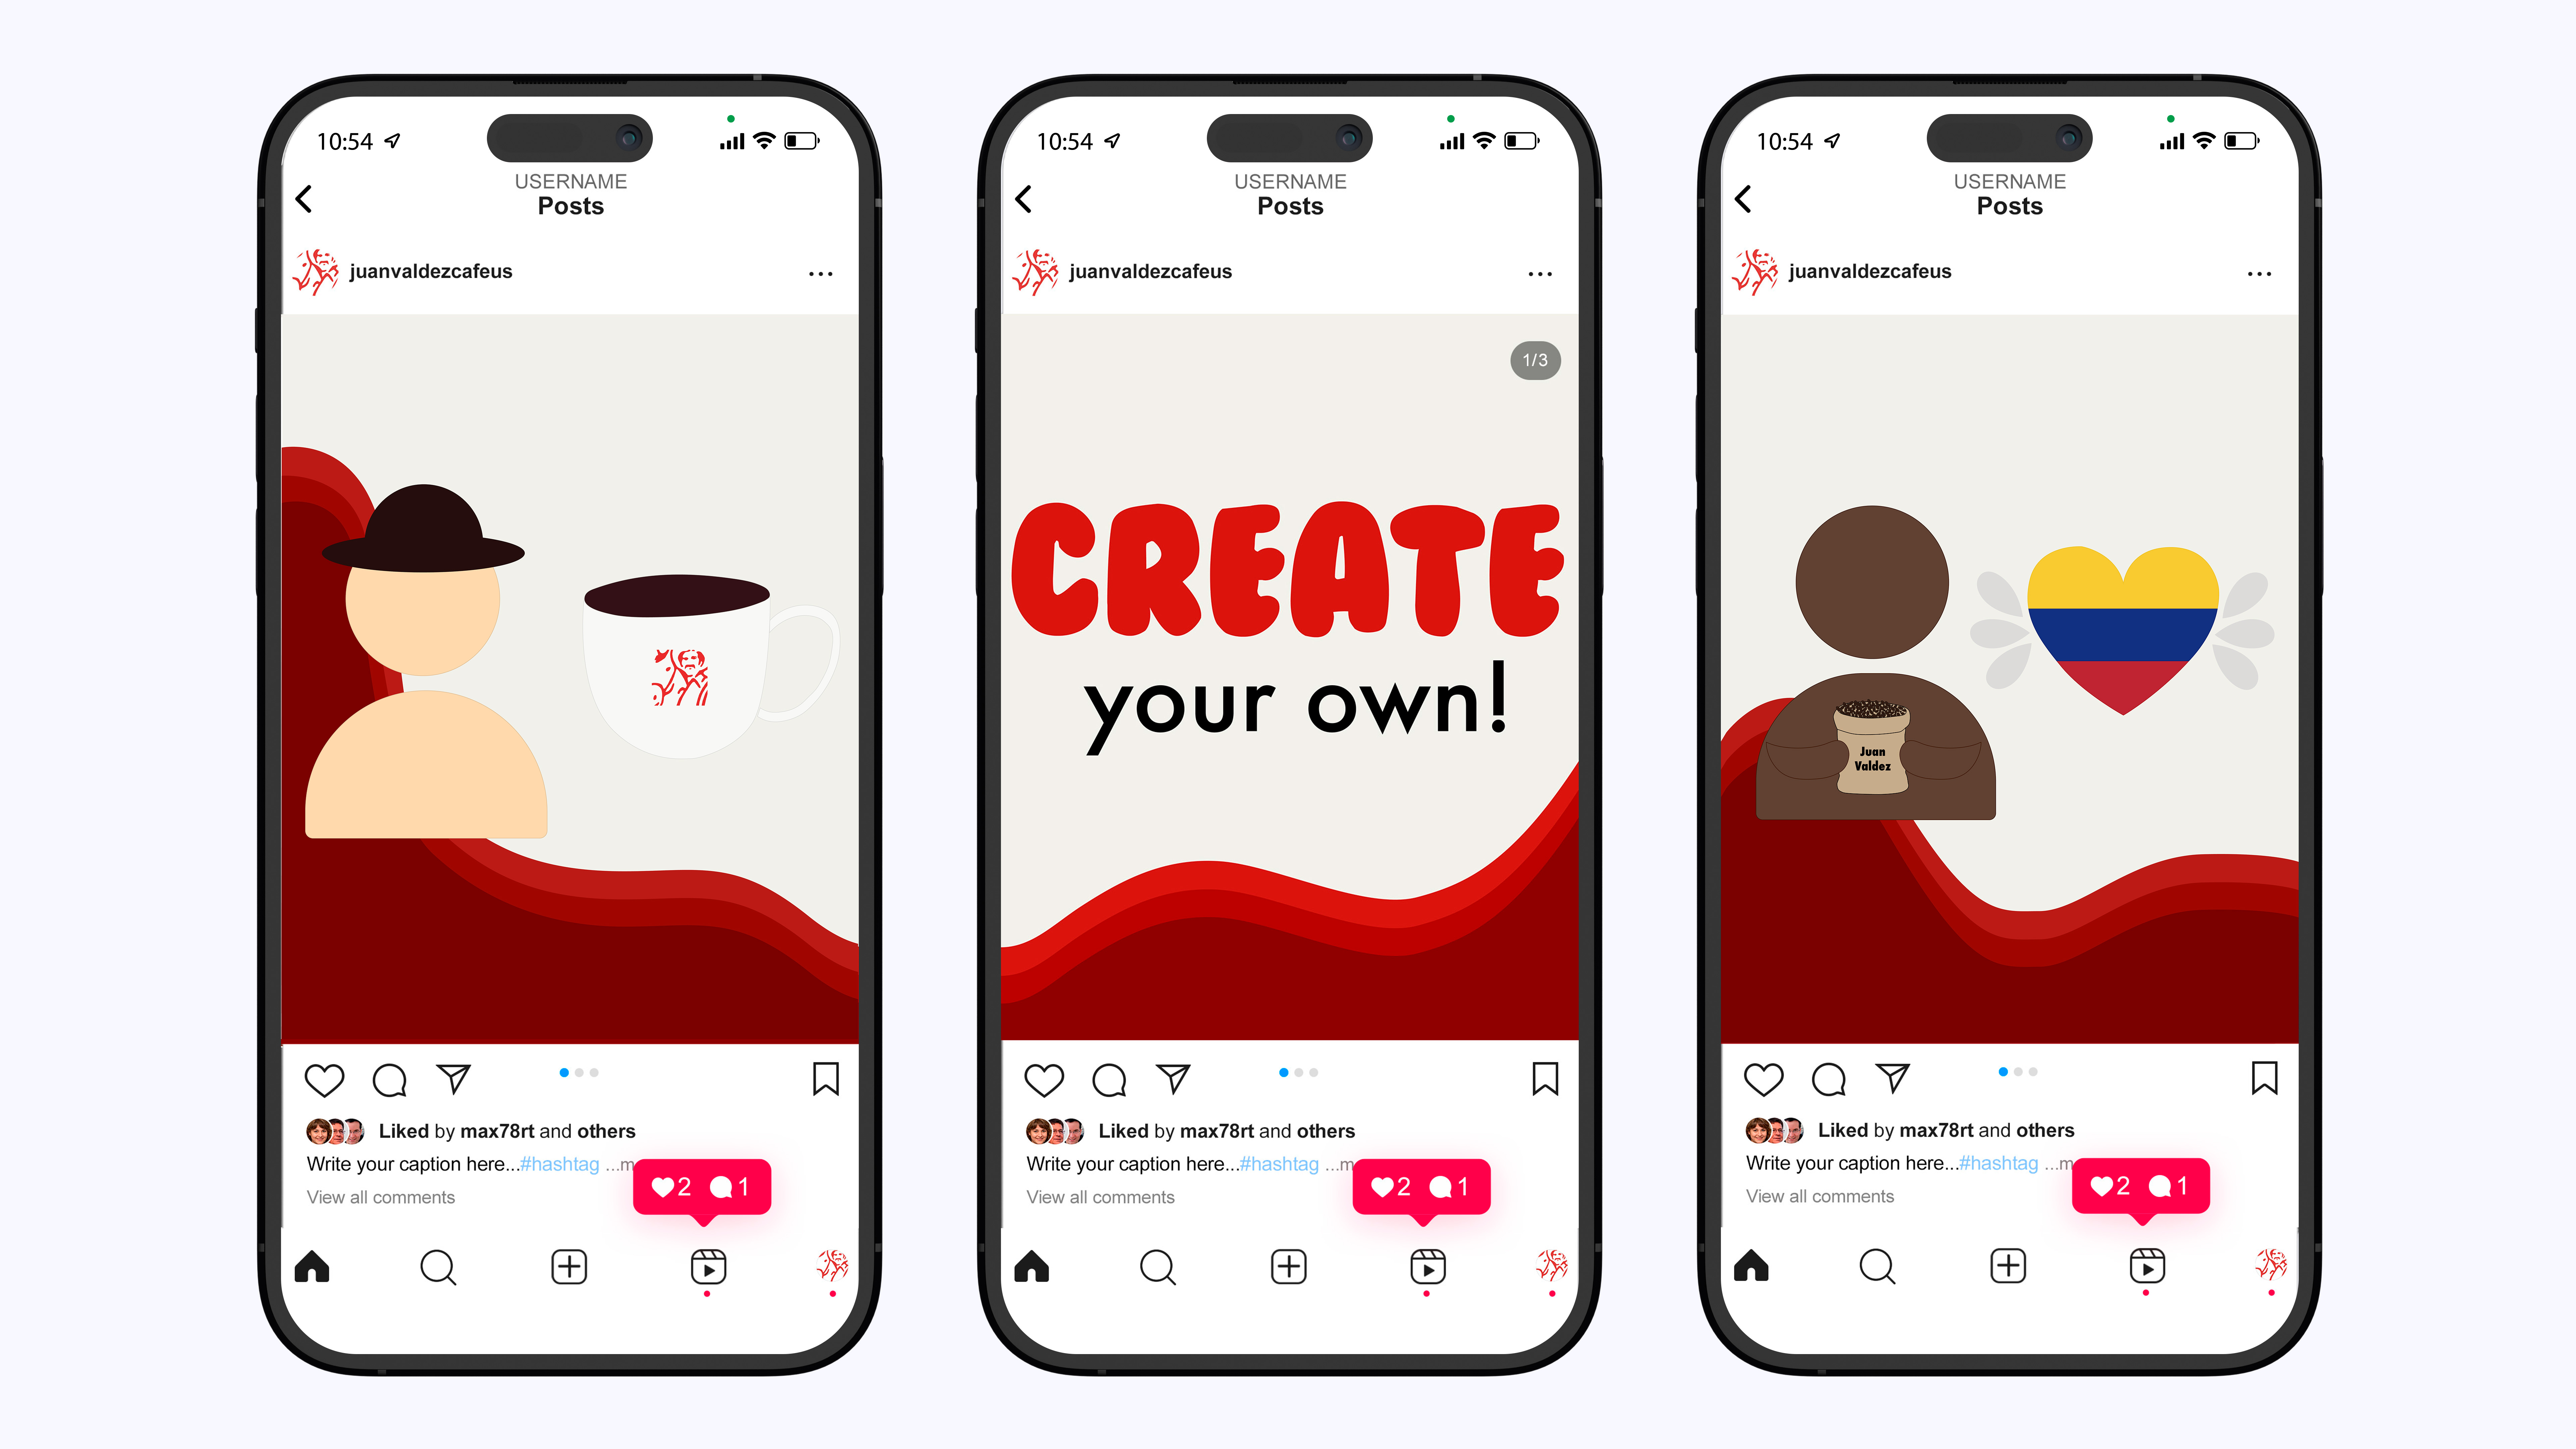 10:54
USERNAME
Posts
juanvaldezcafeus
Liked by max78rt and others
Write your caption here...#hashtag ...m
2 1
View all comments
10:54
USERNAME
Posts
juanvaldezcafeus
1/3
CREATE
your own!
Liked by max78rt and others
Write your caption here...#hashtag ...m
2 1
View all comments
10:54
USERNAME
Posts
juanvaldezcafeus
Juan
Valdez
Liked by max78rt and others
Write your caption here...#hashtag ...m
2 1
View all comments